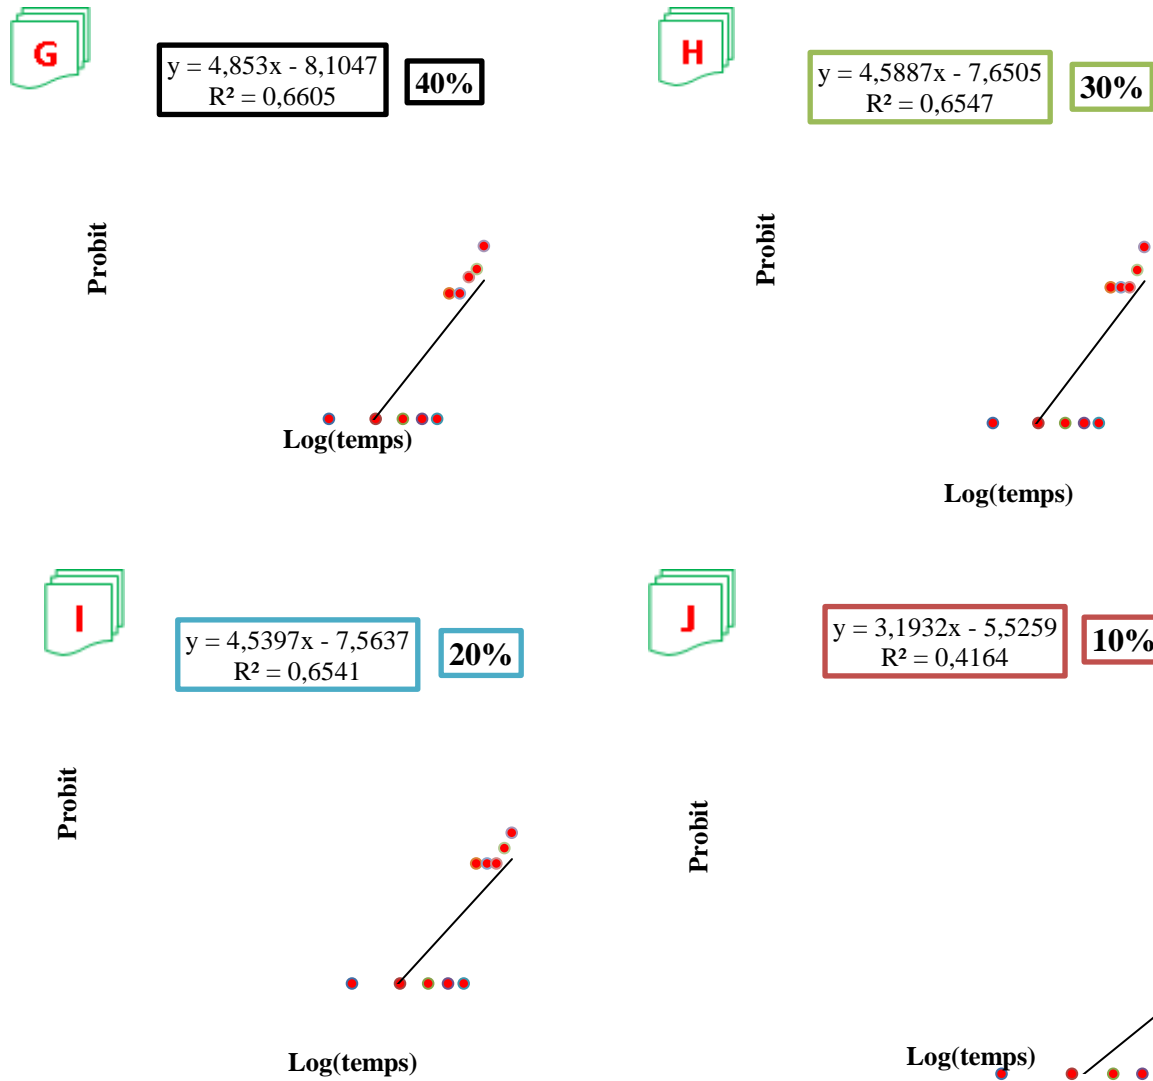 G
y = 4,853x - 8,1047
R² = 0,6605
40%
Probit
Log(temps)
H
y = 4,5887x - 7,6505
R² = 0,6547
30%
Probit
Log(temps)
I
y = 4,5397x - 7,5637
R² = 0,6541
20%
Probit
Log(temps)
J
y = 3,1932x - 5,5259
R² = 0,4164
10%
Probit
Log(temps)